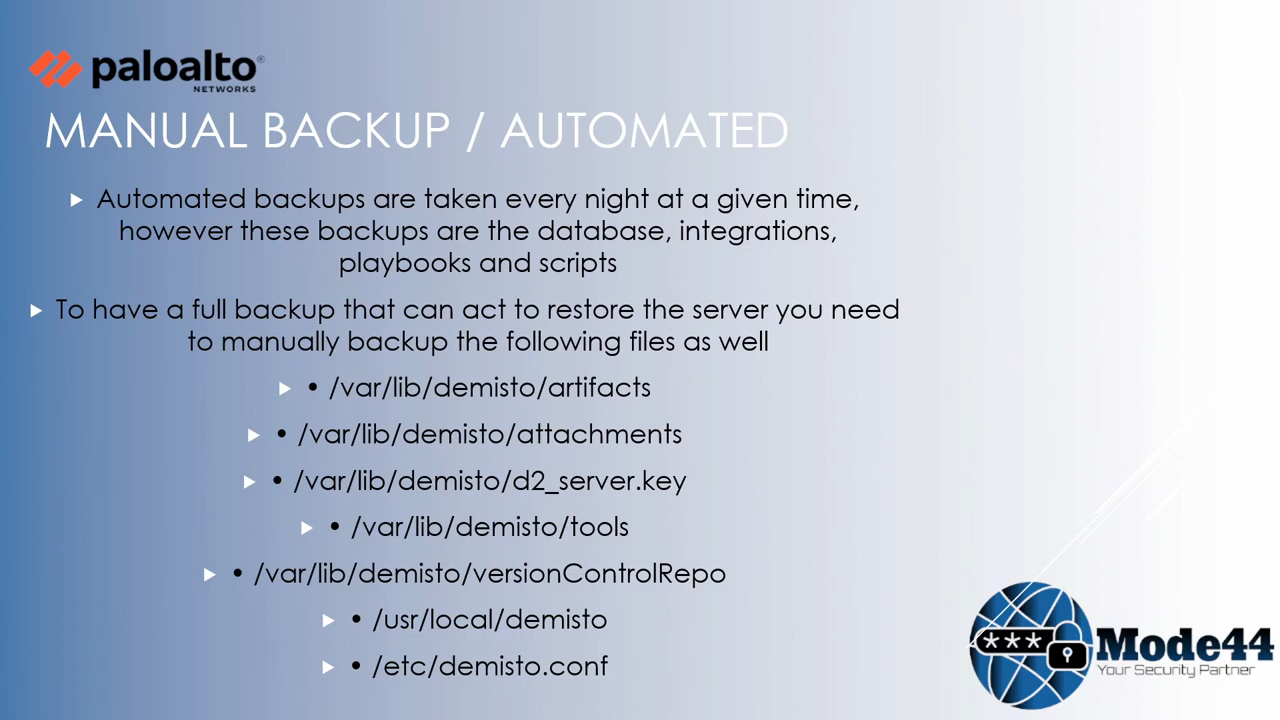 paloalto®
NETWORKS
MANUAL BACKUP / AUTOMATED
Automated backups are taken every night at a given time,
however these backups are the database, integrations,
playbooks and scripts
To have a full backup that can act to restore the server you need
to manually backup the following files as well
• /var/lib/demisto/artifacts
• /var/lib/demisto/attachments
• /var/lib/demisto/d2_server.key
• /var/lib/demisto/tools
• /var/lib/demisto/versionControlRepo
• /usr/local/demisto
• /etc/demisto.conf
*** Mode44
Your Security Partner